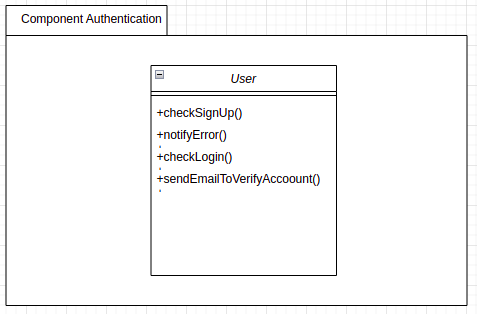 Component Authentication
User
+checkSignUp()
+notifyError()
+checkLogin()
+sendEmailToVerifyAccoount()